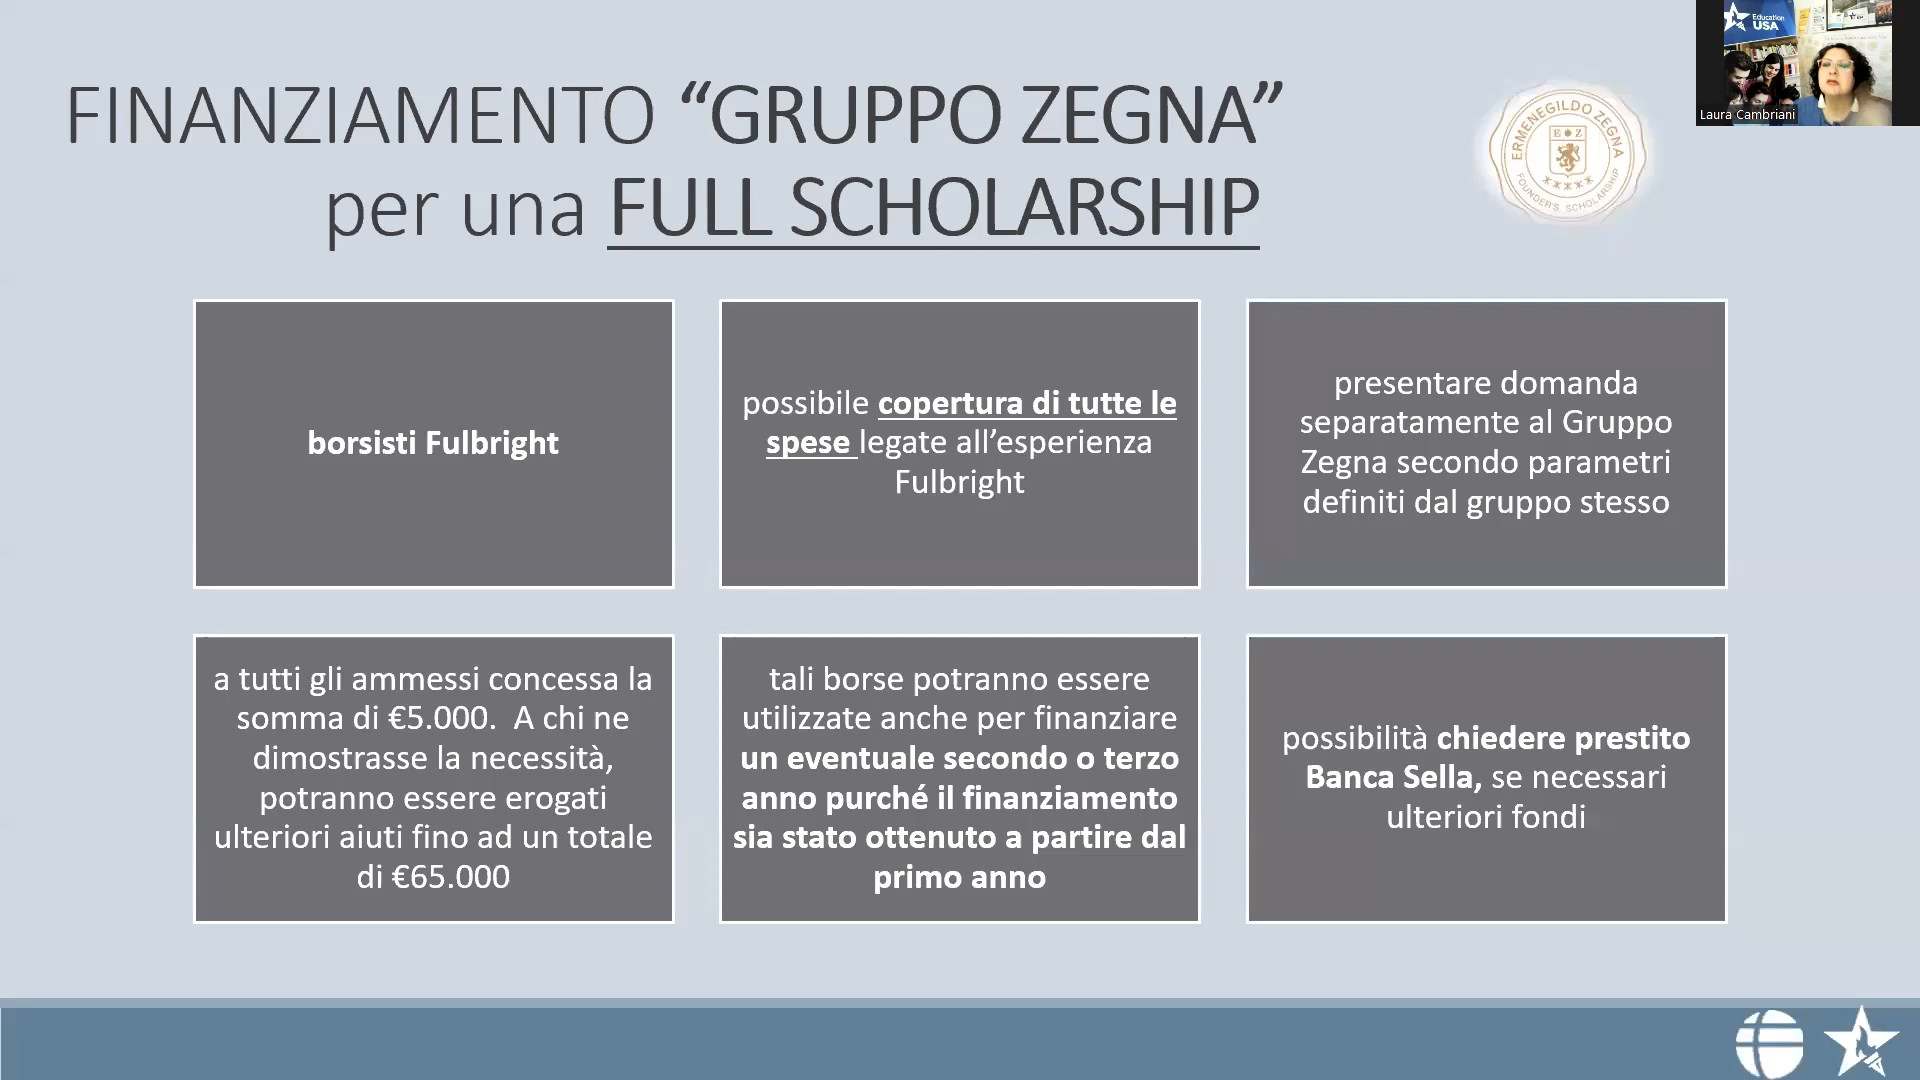 FINANZIAMENTO “GRUPPO ZEGNA”
per una FULL SCHOLARSHIP
ERMENEGILDO ZEGNA
E Z
FOUNDER'S SCHOLARSHIP
Education
USA
Laura Cambriani
borsisti Fulbright
possibile copertura di tutte le
spese legate all’esperienza
Fulbright
presentare domanda
separatamente al Gruppo
Zegna secondo parametri
definiti dal gruppo stesso
a tutti gli ammessi concessa la
somma di €5.000.  A chi ne
dimostrasse la necessità,
potranno essere erogati
ulteriori aiuti fino ad un totale
di €65.000
tali borse potranno essere
utilizzate anche per finanziare
un eventuale secondo o terzo
anno purché il finanziamento
sia stato ottenuto a partire dal
primo anno
possibilità chiedere prestito
Banca Sella, se necessari
ulteriori fondi